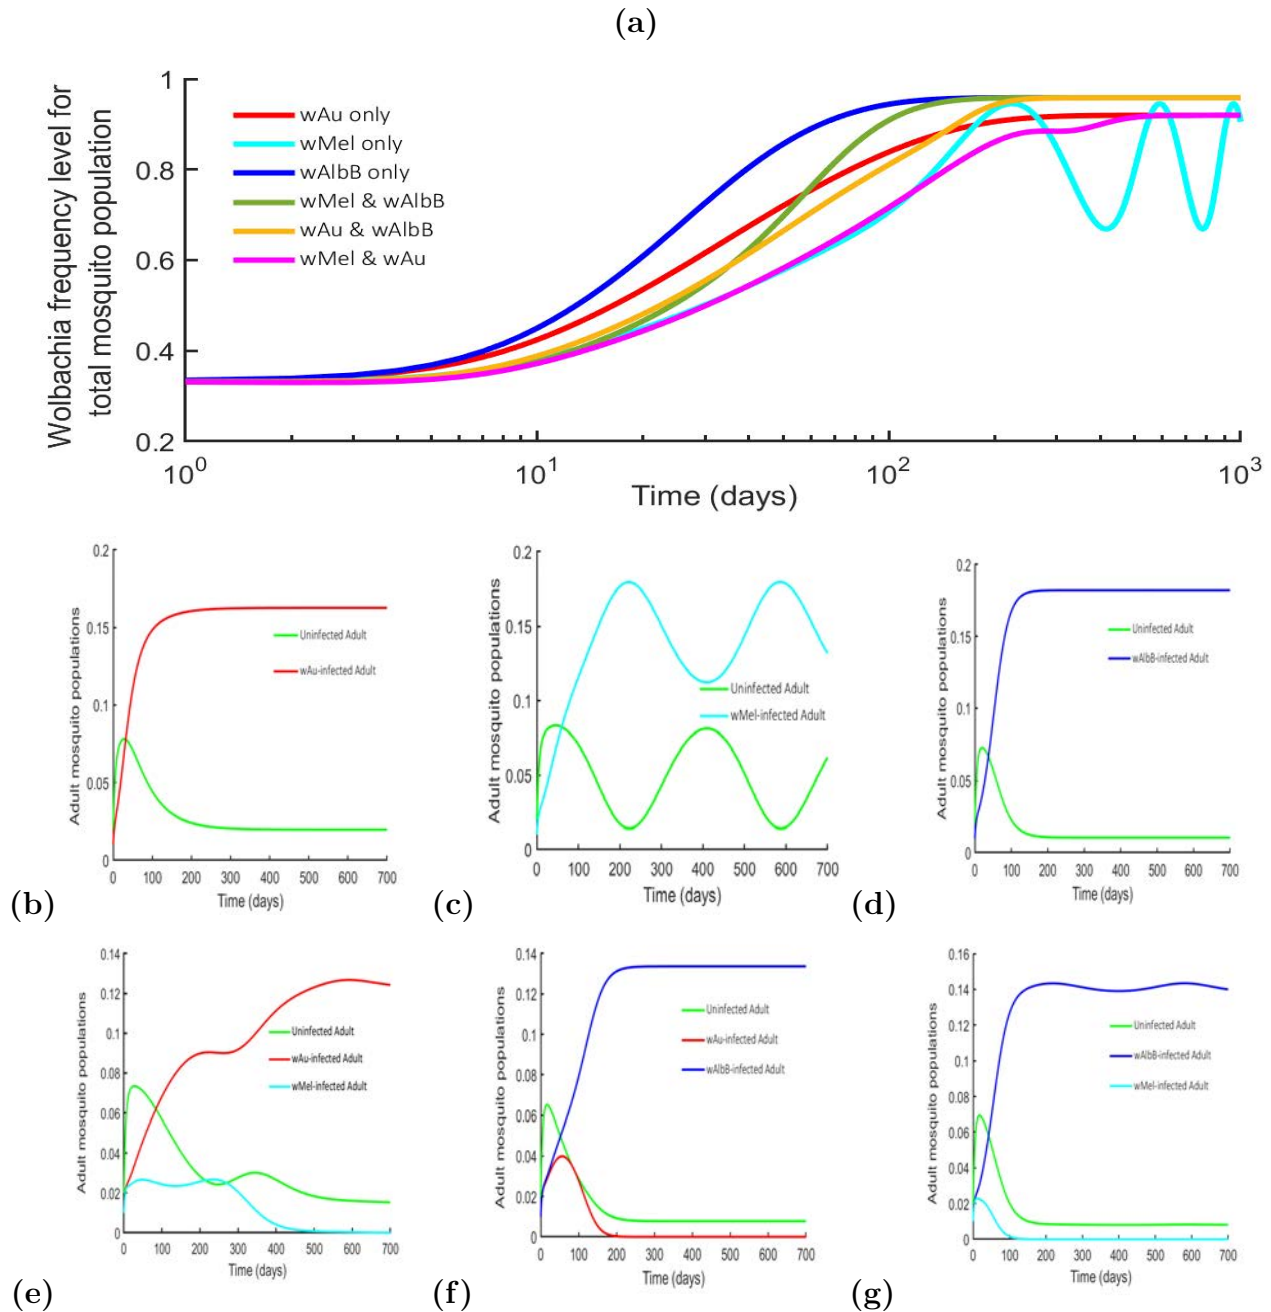 (a)
Wolbachia frequency level for
total mosquito population
1
0.8
0.6
0.4
0.2
wAu only
wMel only
wAlbB only
wMel & wAlbB
wAu & wAlbB
wMel & wAu
10^0 10^1 10^2 10^3
Time (days)
Adult mosquito populations
0.2
0.15
0.1
0.05
0
Uninfected Adult
wAu-infected Adult
0 100 200 300 400 500 600 700
Time (days)
(b)
Adult mosquito populations
0.2
0.15
0.1
0.05
0
Uninfected Adult
wMel-infected Adult
0 100 200 300 400 500 600 700
Time (days)
(c)
Adult mosquito populations
0.2
0.15
0.1
0.05
0
Uninfected Adult
wAlbB-infected Adult
0 100 200 300 400 500 600 700
Time (days)
(d)
Adult mosquito populations
0.14
0.12
0.1
0.08
0.06
0.04
0.02
0
Uninfected Adult
wAu-infected Adult
wMel-infected Adult
0 100 200 300 400 500 600 700
Time (days)
(e)
Adult mosquito populations
0.14
0.12
0.1
0.08
0.06
0.04
0.02
0
Uninfected Adult
wAu-infected Adult
wAlbB-infected Adult
0 100 200 300 400 500 600 700
Time (days)
(f)
Adult mosquito populations
0.16
0.14
0.12
0.1
0.08
0.06
0.04
0.02
0
Uninfected Adult
wAlbB-infected Adult
wMel-infected Adult
0 100 200 300 400 500 600 700
Time (days)
(g)